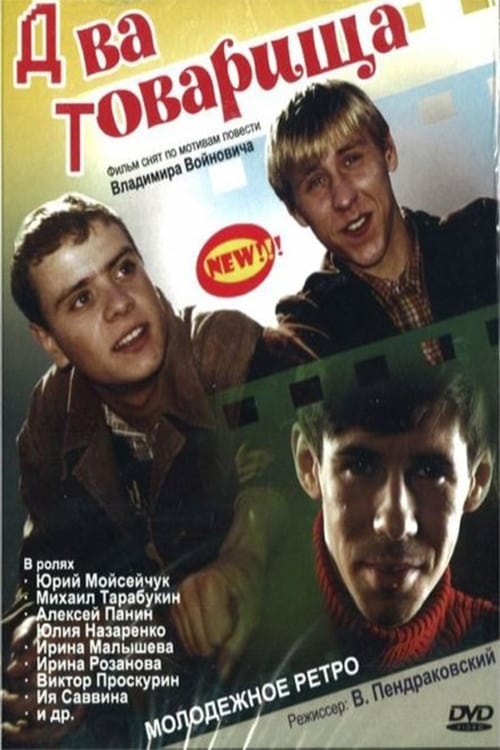 Два
Товарища
Фильм снят по мотивам повести
Владимира Войновича
NEW!!!
В ролях
· Юрий Мойсейчук
· Михаил Тарабукин
· Алексей Панин
Юлия Назаренко
· Ирина Малышева
· Ирина Розанова
· Виктор Проскурин
· Ия Саввина
· и др.
МОЛОДЕЖНОЕ РЕТРО
Режиссер: В. Пендраковский
DVD
VIDEO